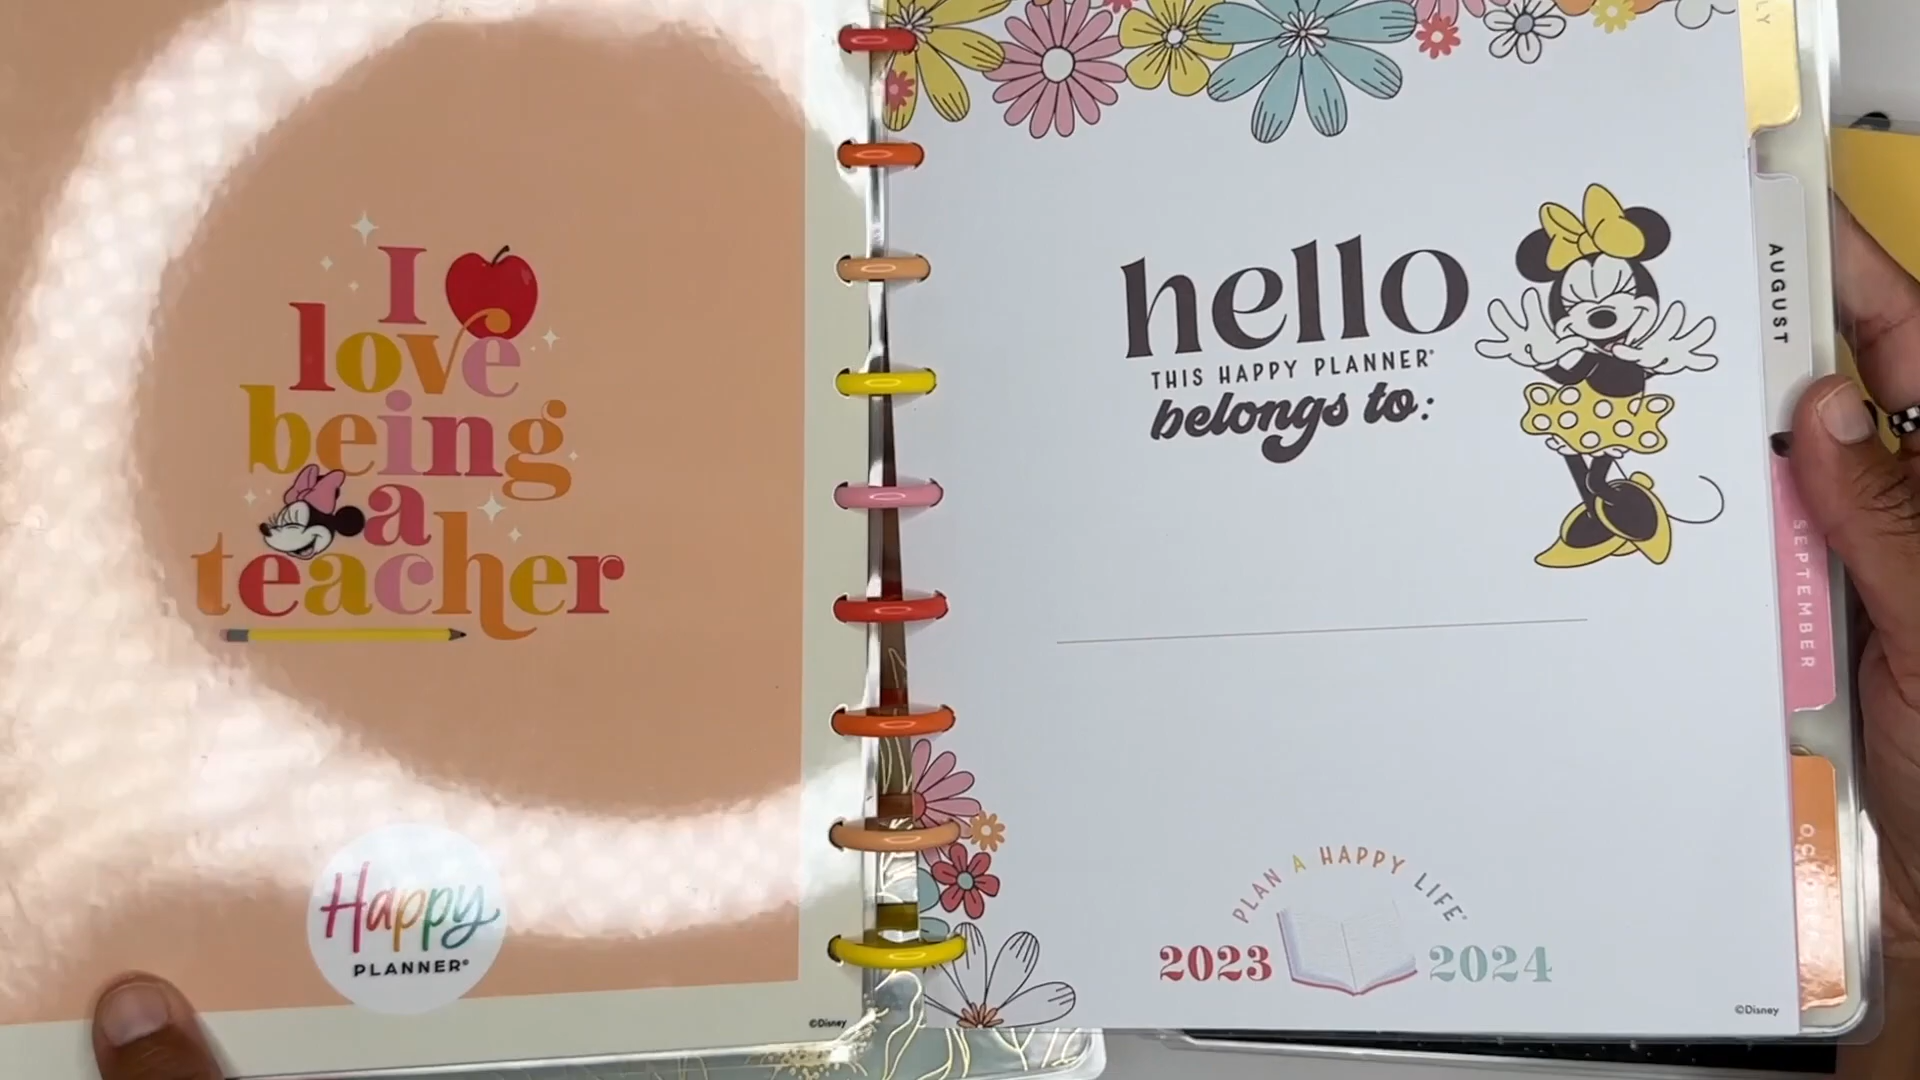 I
love
being
a
teacher
Happy
PLANNER®
©Disney
hello
THIS HAPPY PLANNER®
belongs to:
PLAN A HAPPY LIFE®
2023 2024
©Disney
LY
AUGUST
SEPTEMBER